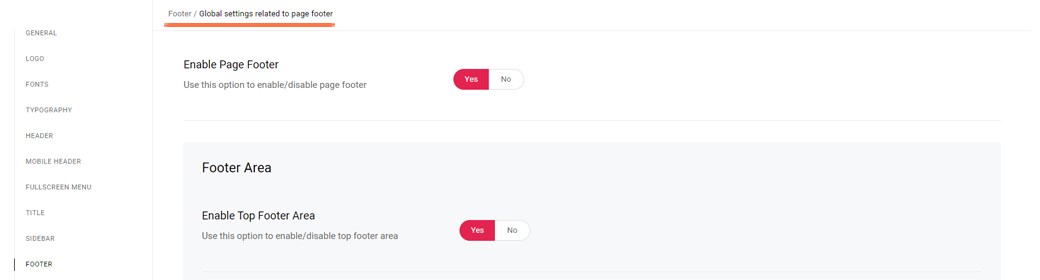 Footer / Global settings related to page footer
GENERAL
LOGO
FONTS
TYPOGRAPHY
HEADER
MOBILE HEADER
FULLSCREEN MENU
TITLE
SIDEBAR
FOOTER
Enable Page Footer
Use this option to enable/disable page footer
Yes No
Footer Area
Enable Top Footer Area
Use this option to enable/disable top footer area
Yes No